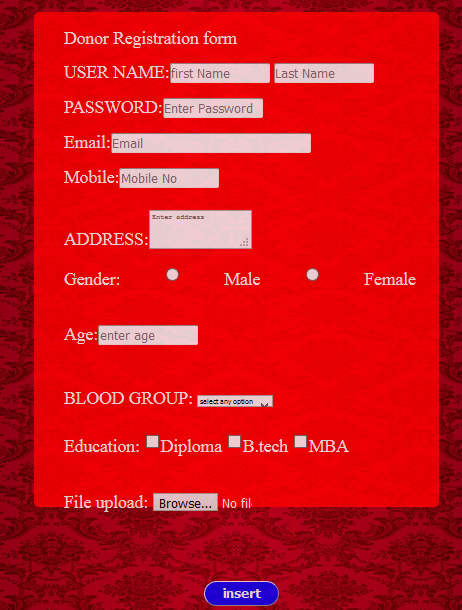 Donor Registration form
USER NAME: first Name Last Name
PASSWORD: Enter Password
Email: Email
Mobile: Mobile No
Enter address
ADDRESS:
Gender: Male Female
Age: enter age
BLOOD GROUP: select any option
Education: Diploma B.tech MBA
File upload: Browse... No fil
insert